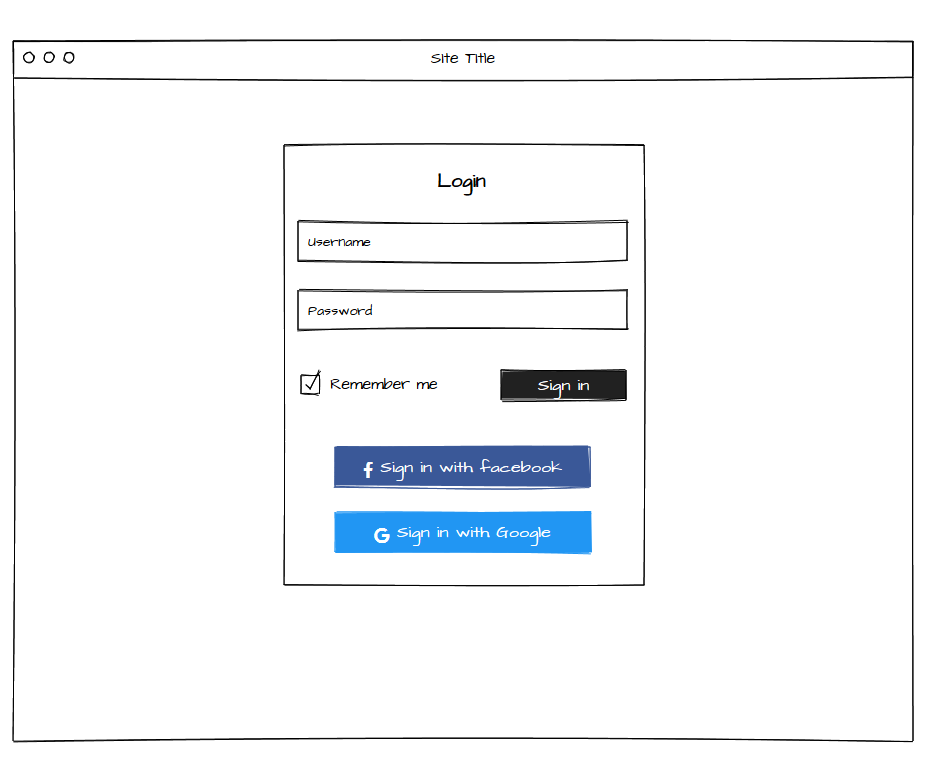 Site Title
Login
Username
Password
Remember me
Sign in
Sign in with facebook
Sign in with Google